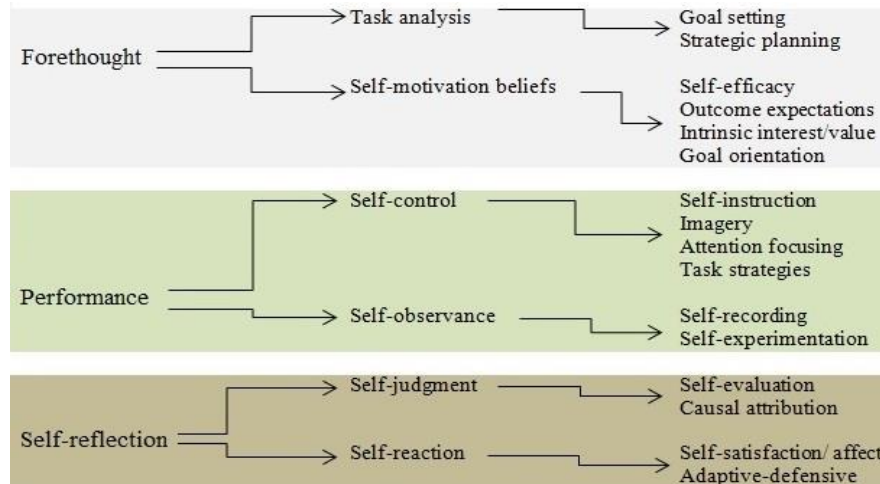 Task analysis
Goal setting
Strategic planning
Forethought
Self-motivation beliefs
Self-efficacy
Outcome expectations
Intrinsic interest/value
Goal orientation
Self-control
Self-instruction
Imagery
Attention focusing
Task strategies
Performance
Self-observance
Self-recording
Self-experimentation
Self-judgment
Self-evaluation
Causal attribution
Self-reflection
Self-reaction
Self-satisfaction/ affect
Adaptive-defensive